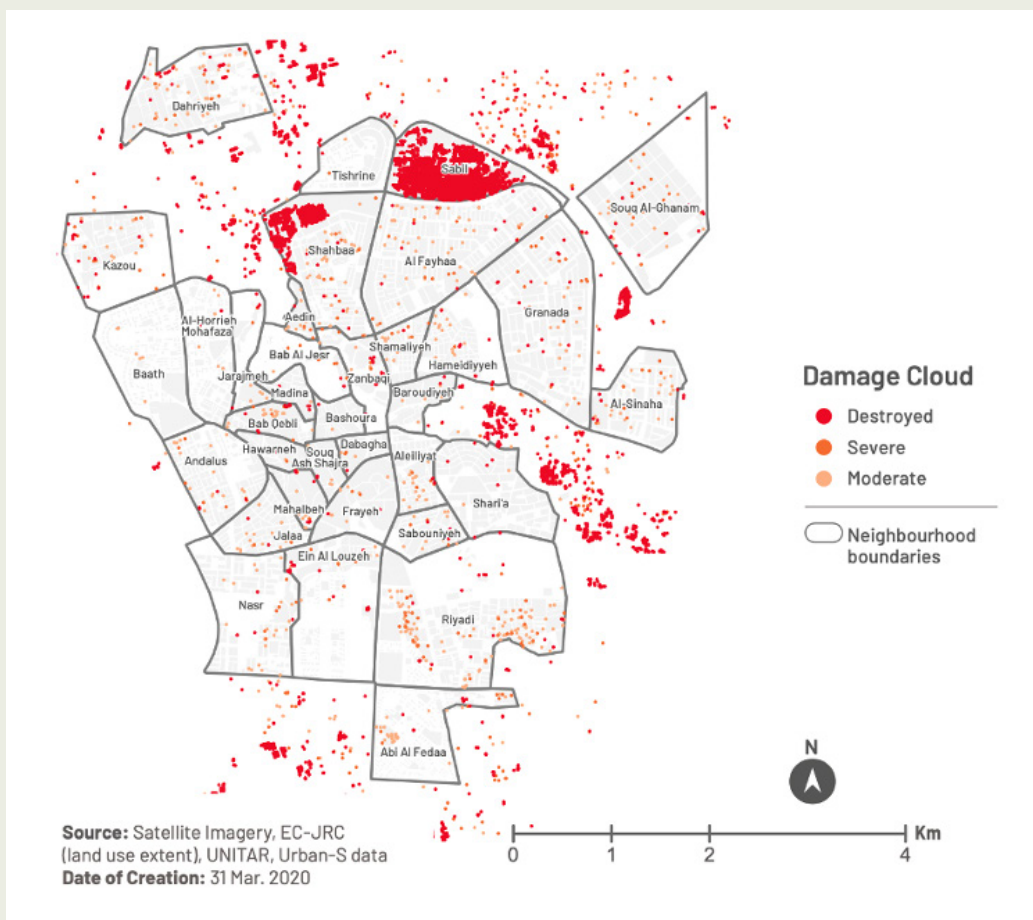 Dahriyeh
Tishrine
Sabil
Souq Al-Ghanam
Shahbaa
Al Fayhaa
Kazou
Granada
Aedin
Al-Horrieh
Mohafaza
Shamaliyeh
Bab Al Jesr
Hameidiyyeh
Baath
Jarajmeh
Zanbaqi
Madina
Baroudiyeh
Al-Sinaha
Bab Qebli
Bashoura
Hawarneh
Souq
Ash Shajra
Dabagha
Aleiliyat
Andalus
Mahalbeh
Frayeh
Shari'a
Jalaa
Sabouniyeh
Ein Al Louzeh
Nasr
Riyadi
Abi Al Fedaa
Damage Cloud
Destroyed
Severe
Moderate
Neighbourhood
boundaries
N
Source: Satellite Imagery, EC-JRC
(land use extent), UNITAR, Urban-S data
Date of Creation: 31 Mar. 2020
Km
0 1 2 4